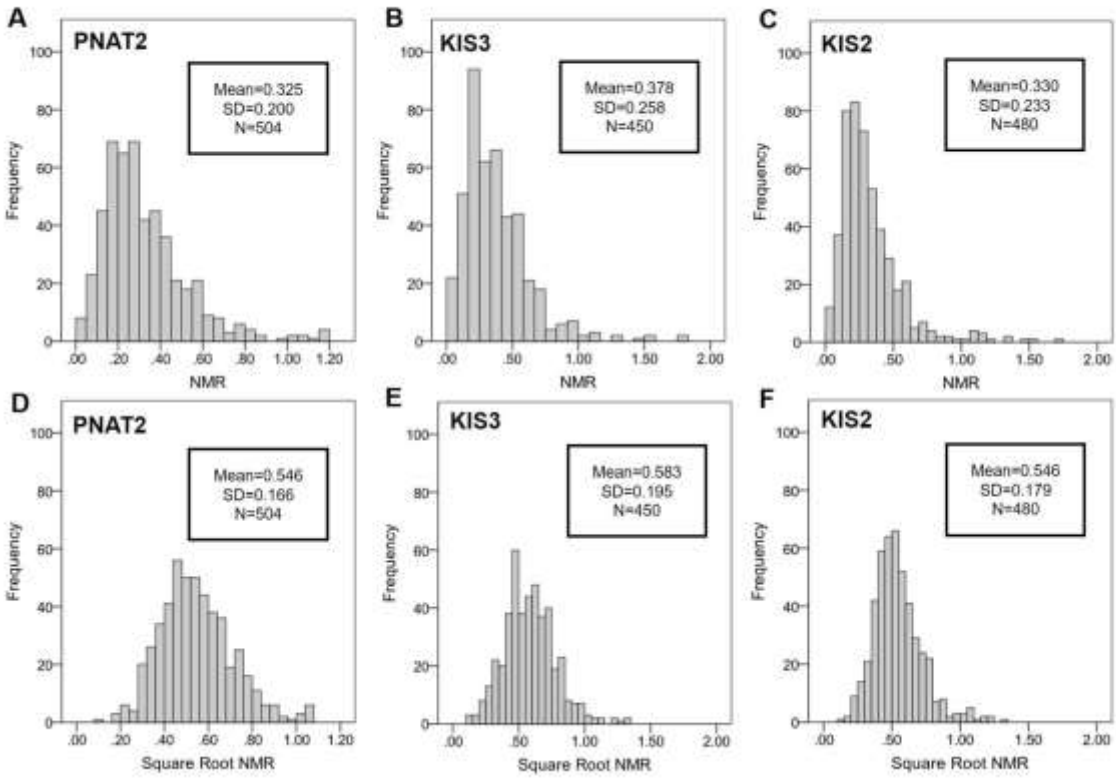 A
PNAT2
Mean=0.325
SD=0.200
N=504
Frequency
100
80
60
40
20
0
.00 .20 .40 .60 .80 1.00 1.20
NMR
B
KIS3
Mean=0.378
SD=0.258
N=450
Frequency
100
80
60
40
20
0
.00 .50 1.00 1.50 2.00
NMR
C
KIS2
Mean=0.330
SD=0.233
N=480
Frequency
100
80
60
40
20
0
.00 .50 1.00 1.50 2.00
NMR
D
PNAT2
Mean=0.546
SD=0.166
N=504
Frequency
100
80
60
40
20
0
.00 .20 .40 .60 .80 1.00 1.20
Square Root NMR
E
KIS3
Mean=0.583
SD=0.195
N=450
Frequency
100
80
60
40
20
0
.00 .50 1.00 1.50 2.00
Square Root NMR
F
KIS2
Mean=0.546
SD=0.179
N=480
Frequency
100
80
60
40
20
0
.00 .50 1.00 1.50 2.00
Square Root NMR